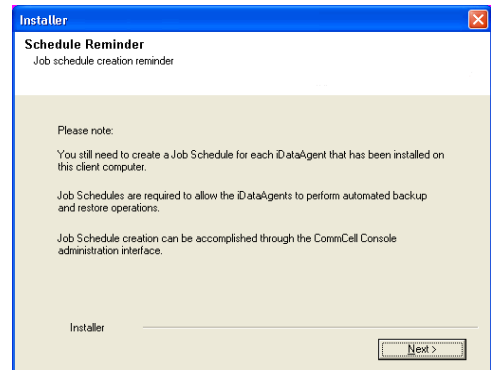 Installer
Schedule Reminder
Job schedule creation reminder
Please note:
You still need to create a Job Schedule for each iDataAgent that has been installed on
this client computer.
Job Schedules are required to allow the iDataAgents to perform automated backup
and restore operations.
Job Schedule creation can be accomplished through the CommCell Console
administration interface.
Installer
Next >